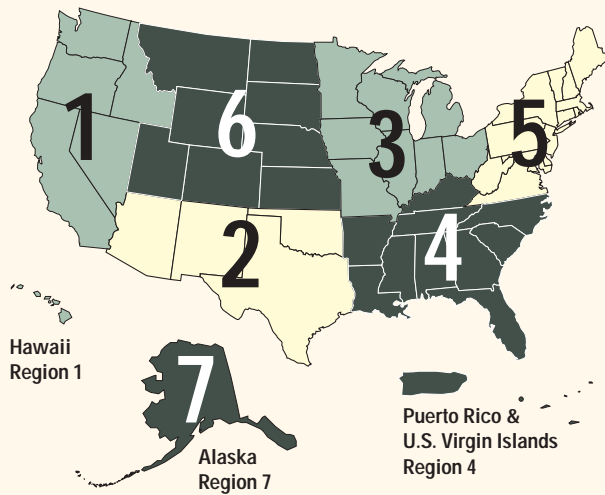 1
6
3
5
2
4
Hawaii
Region 1
7
Alaska
Region 7
Puerto Rico &
U.S. Virgin Islands
Region 4